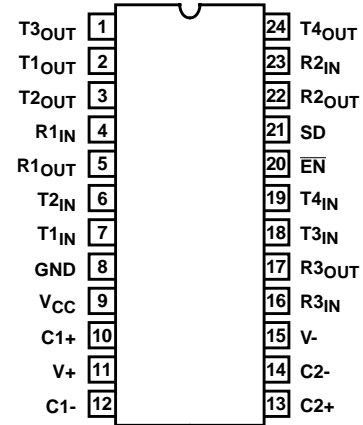 T3OUT 1 24 T4OUT
T1OUT 2 23 R2IN
T2OUT 3 22 R2OUT
R1IN 4 21 SD
R1OUT 5 20 E̅N̅
T2IN 6 19 T4IN
T1IN 7 18 T3IN
GND 8 17 R3OUT
VCC 9 16 R3IN
C1+ 10 15 V-
V+ 11 14 C2-
C1- 12 13 C2+